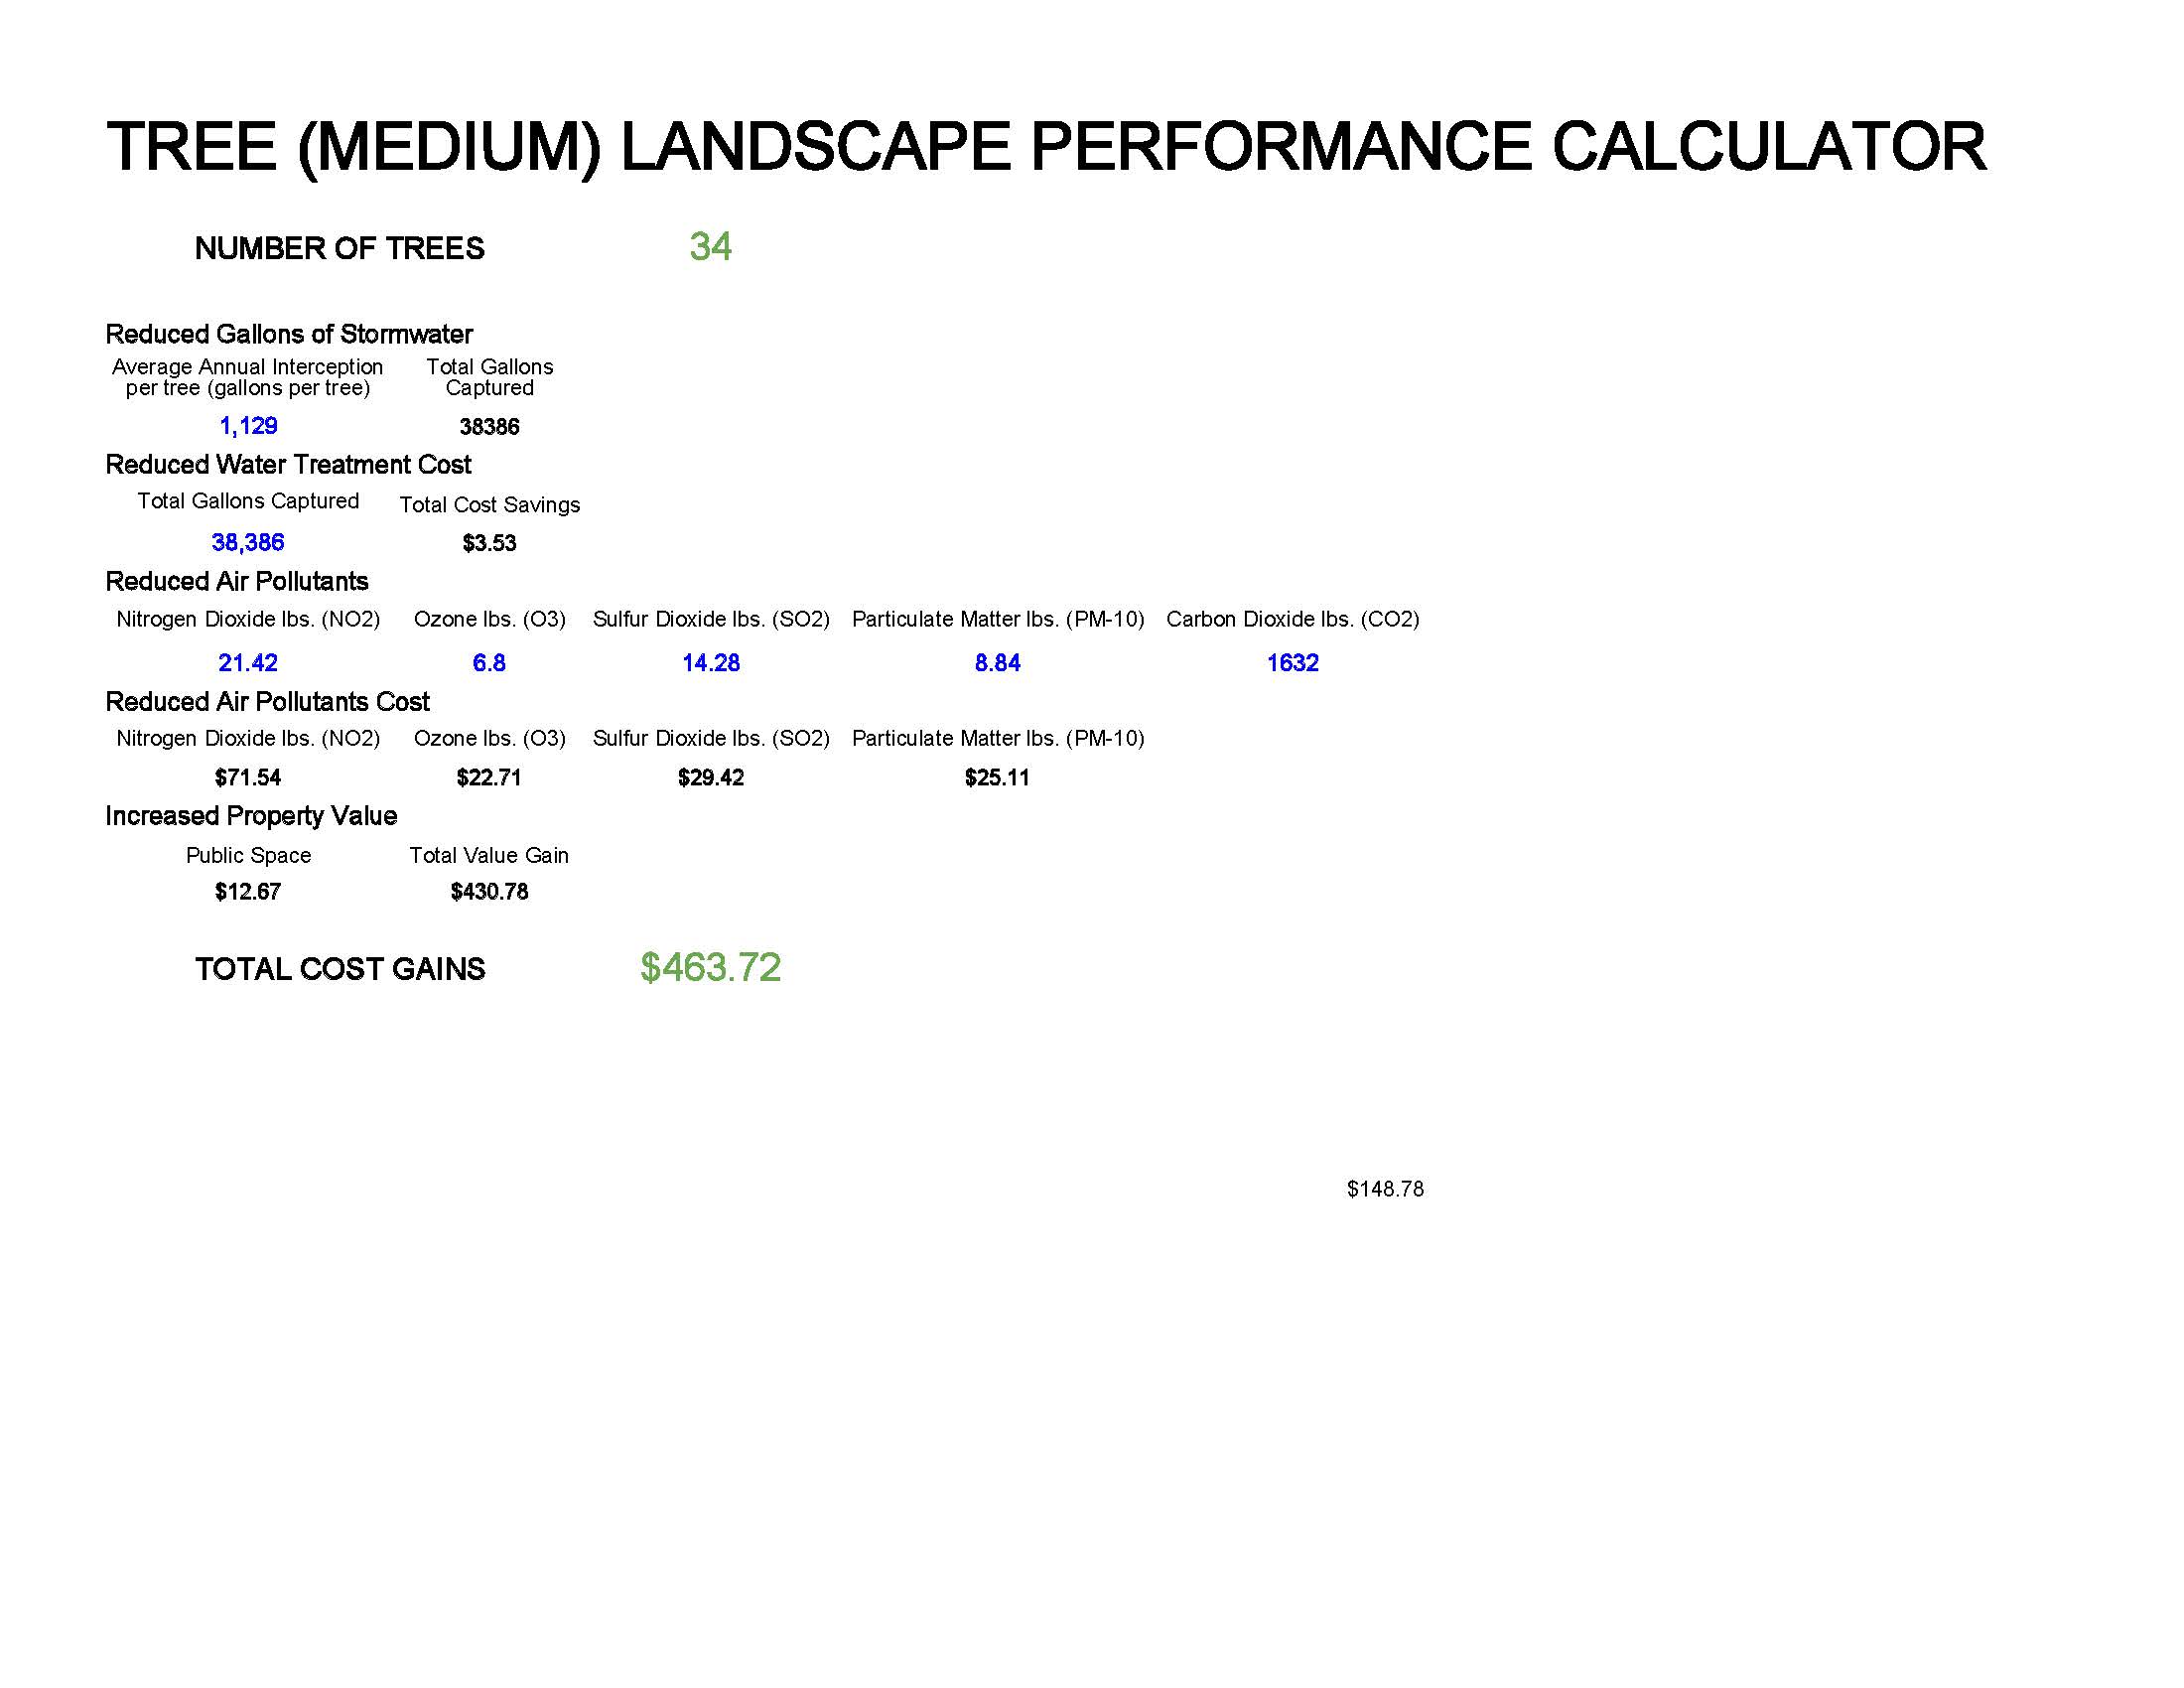 TREE (MEDIUM) LANDSCAPE PERFORMANCE CALCULATOR
NUMBER OF TREES 34
Reduced Gallons of Stormwater
Average Annual Interception Total Gallons
per tree (gallons per tree) Captured
1,129 38386
Reduced Water Treatment Cost
Total Gallons Captured Total Cost Savings
38,386 $3.53
Reduced Air Pollutants
Nitrogen Dioxide lbs. (NO2) Ozone lbs. (O3) Sulfur Dioxide lbs. (SO2) Particulate Matter lbs. (PM-10) Carbon Dioxide lbs. (CO2)
21.42 6.8 14.28 8.84 1632
Reduced Air Pollutants Cost
Nitrogen Dioxide lbs. (NO2) Ozone lbs. (O3) Sulfur Dioxide lbs. (SO2) Particulate Matter lbs. (PM-10)
$71.54 $22.71 $29.42 $25.11
Increased Property Value
Public Space Total Value Gain
$12.67 $430.78
TOTAL COST GAINS $463.72
$148.78